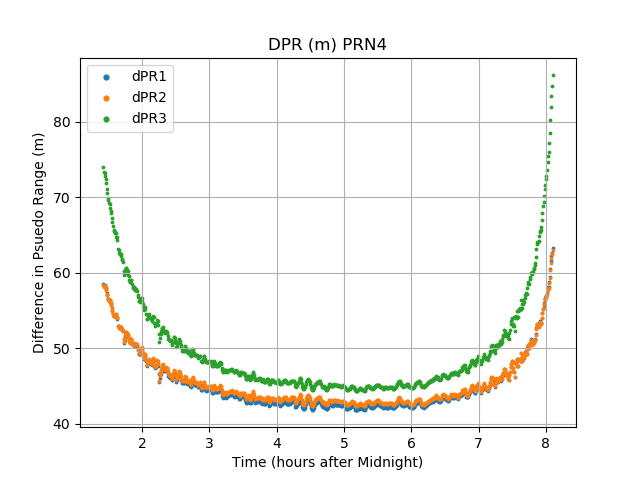 DPR (m) PRN4
dPR1
dPR2
dPR3
Difference in Psuedo Range (m)
80
70
60
50
40
2 3 4 5 6 7 8
Time (hours after Midnight)